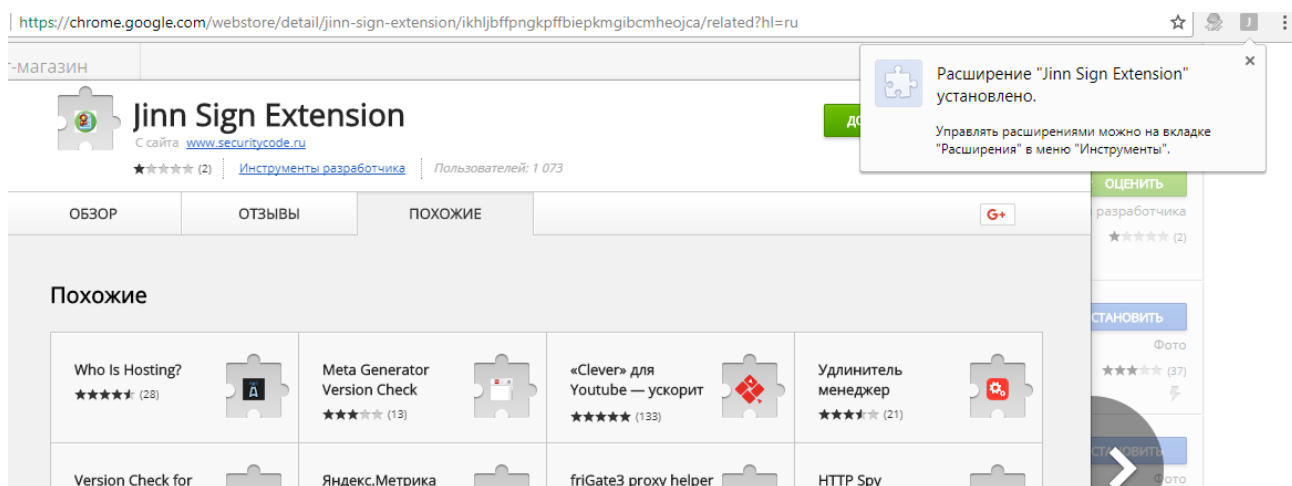 https://chrome.google.com/webstore/detail/jinn-sign-extension/ikhljbffpngkpffbiepkmgibcmheojca/related?hl=ru
J
т-магазин
Расширение "Jinn Sign Extension"
установлено.
Управлять расширениями можно на вкладке
"Расширения" в меню "Инструменты".
Jinn Sign Extension
С сайта www.securitycode.ru
(2) Инструменты разработчика Пользователей: 1 073
ОЦЕНИТЬ
разработчика
(2)
ОБЗОР ОТЗЫВЫ ПОХОЖИЕ G+
Похожие
СТАНОВИТЬ
Фото
(37)
Who Is Hosting?
(28)
Meta Generator
Version Check
(13)
«Clever» для
Youtube — ускорит
(133)
Удлинитель
менеджер
(21)
Version Check for
Яндекс.Метрика
friGate3 proxy helper
HTTP Spy
СТАНОВИТЬ
Фото